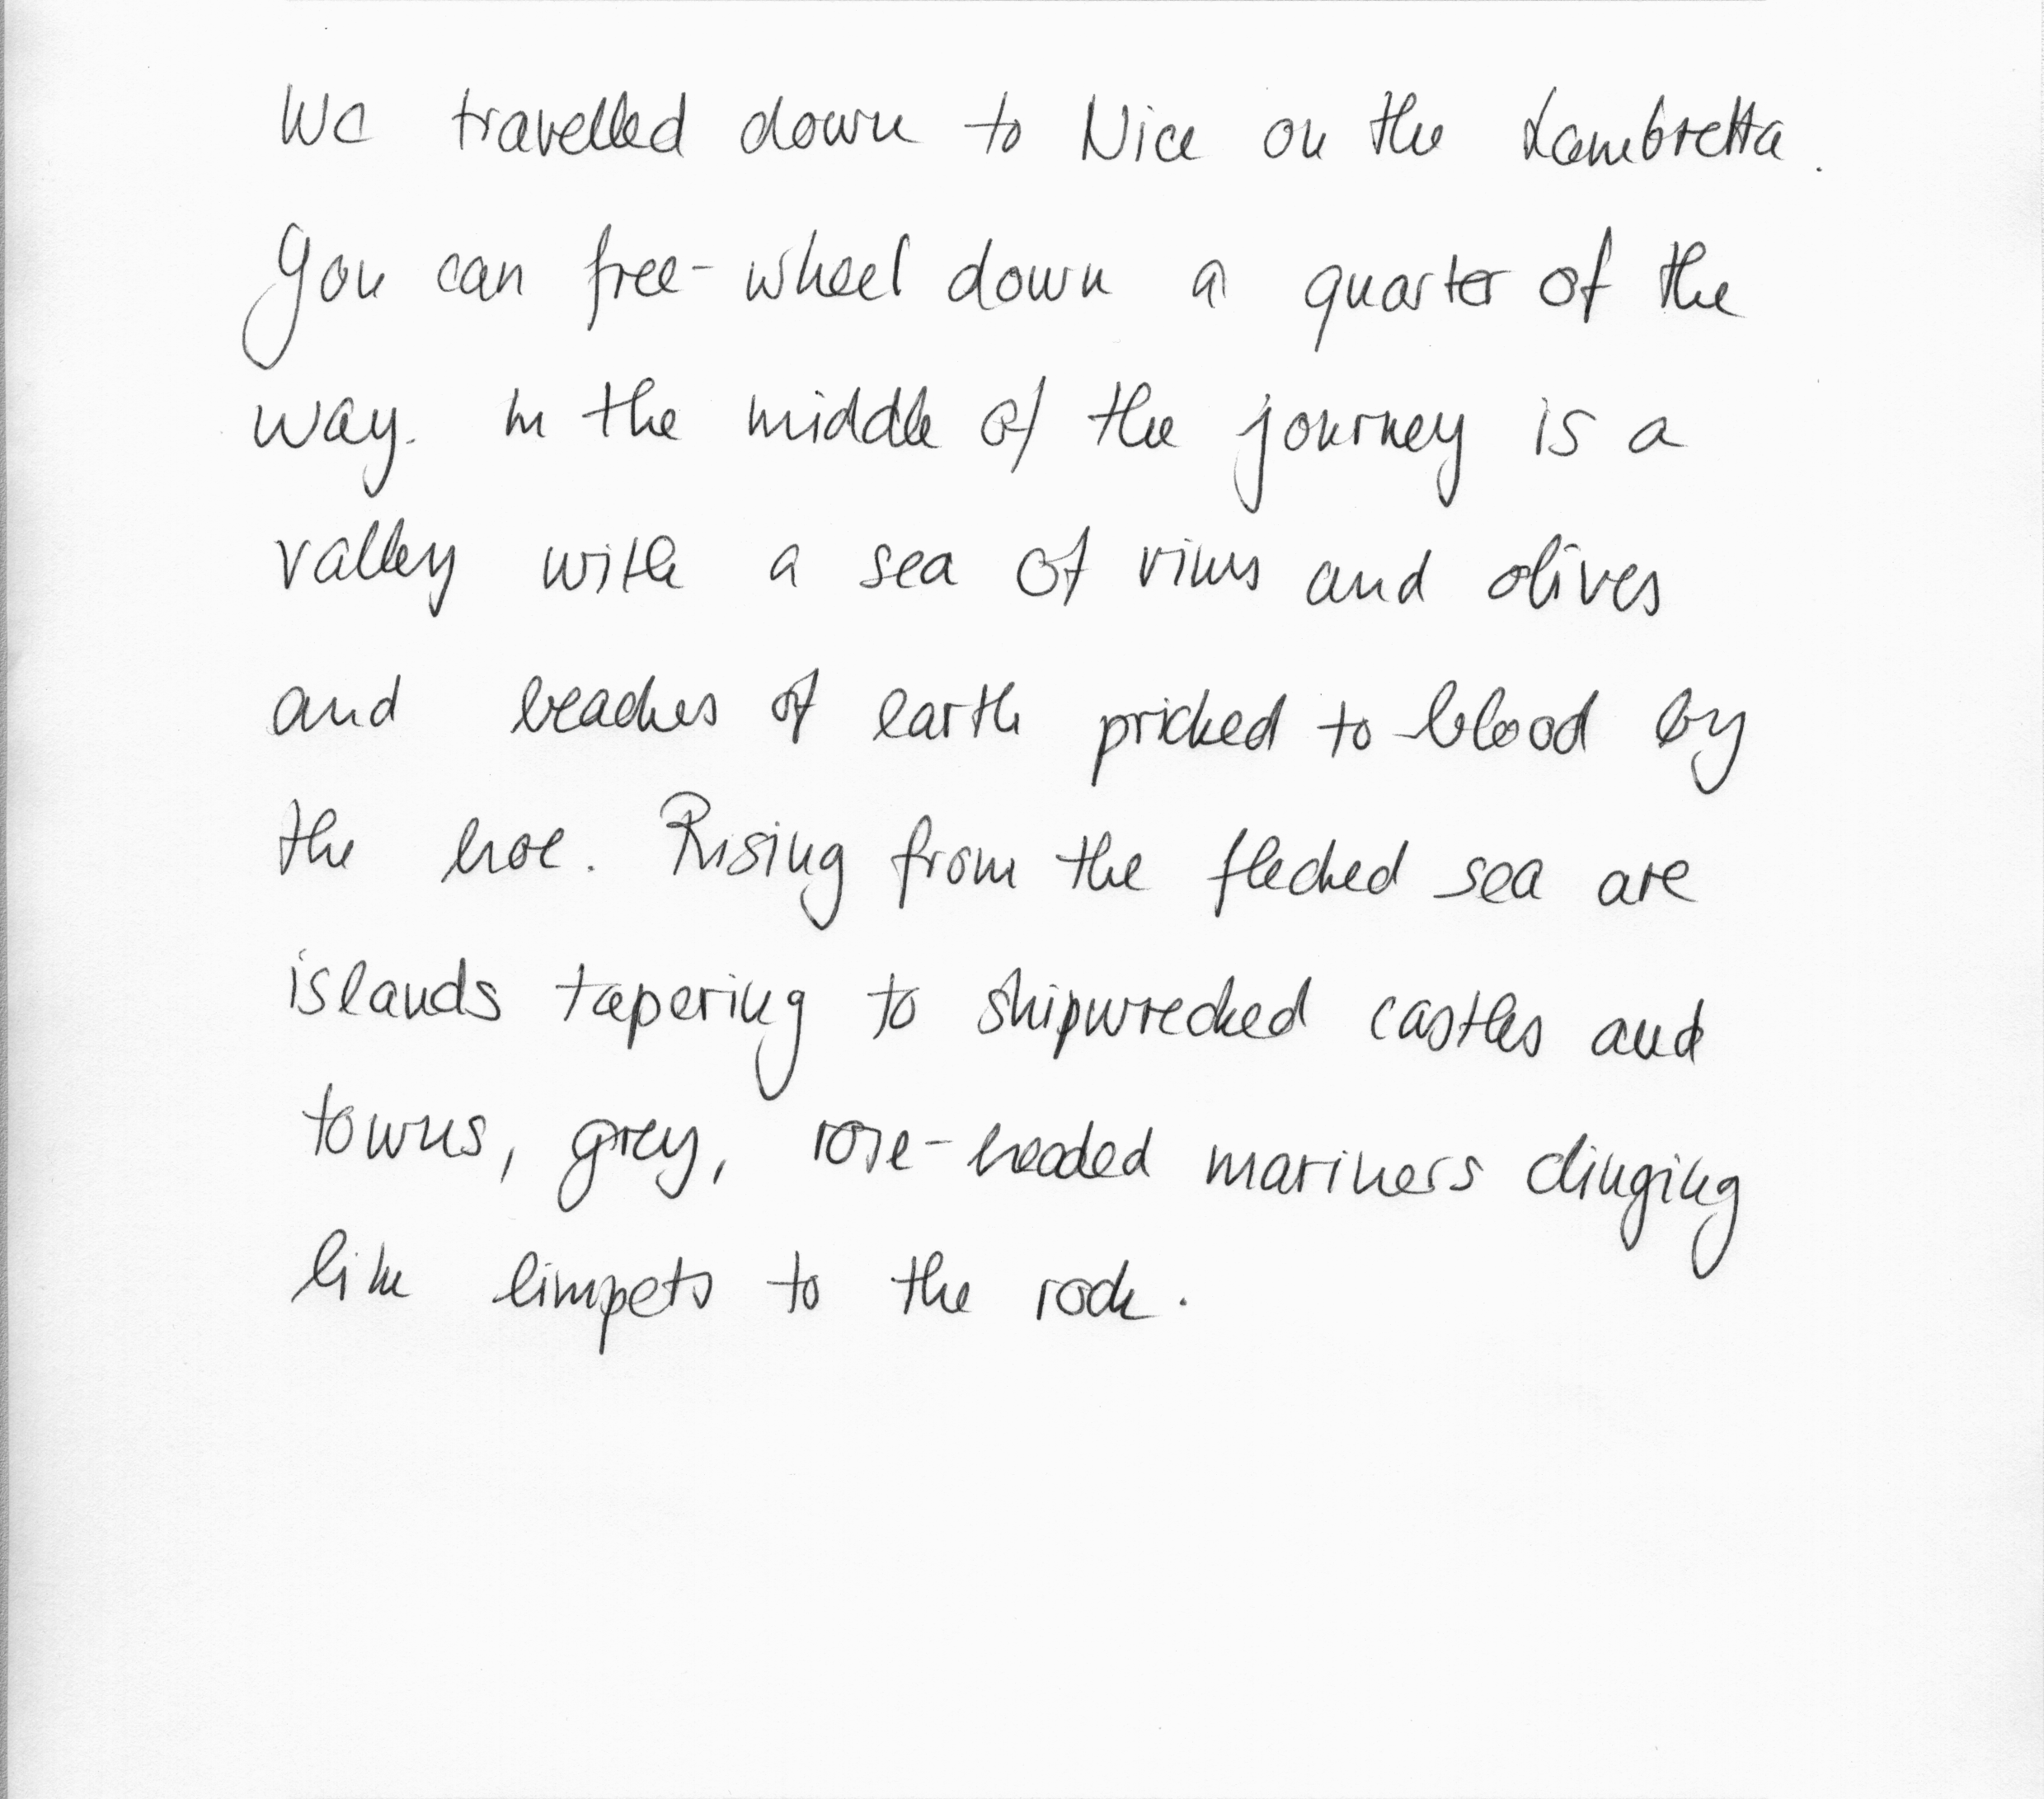 We travelled down to Nice on the Lambretta.
You can free-wheel down a quarter of the
way. In the middle of the journey is a
valley with a sea of vines and olives
and beaches of earth pricked to blood by
the hoe. Rising from the flecked sea are
islands tapering to shipwrecked castles and
towns, grey, rose-headed mariners clinging
like limpets to the rock.